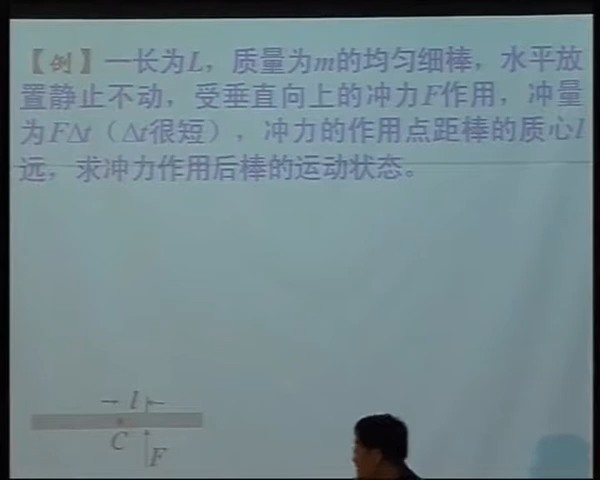 【例】一长为L，质量为m的均匀细棒，水平放
置静止不动，受垂直向上的冲力F作用，冲量
为FΔt（Δt很短），冲力的作用点距棒的质心l
远，求冲力作用后棒的运动状态。
l
C
F